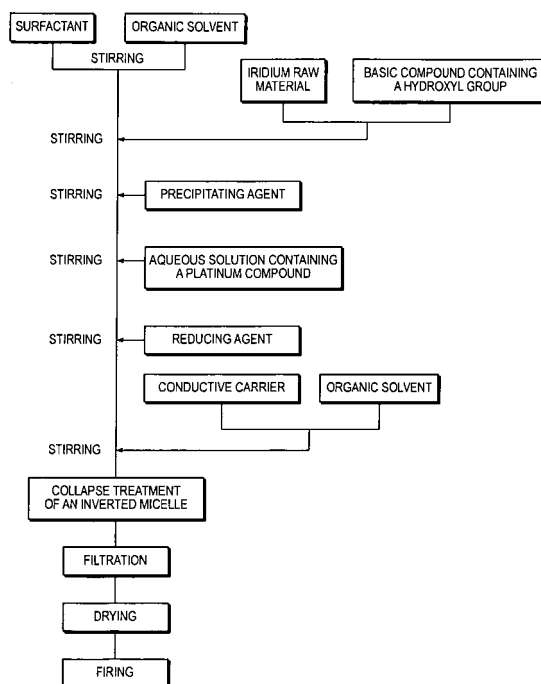 SURFACTANT
ORGANIC SOLVENT
STIRRING
IRIDIUM RAW
MATERIAL
BASIC COMPOUND CONTAINING
A HYDROXYL GROUP
STIRRING
STIRRING
PRECIPITATING AGENT
STIRRING
AQUEOUS SOLUTION CONTAINING
A PLATINUM COMPOUND
STIRRING
REDUCING AGENT
CONDUCTIVE CARRIER
ORGANIC SOLVENT
STIRRING
COLLAPSE TREATMENT
OF AN INVERTED MICELLE
FILTRATION
DRYING
FIRING